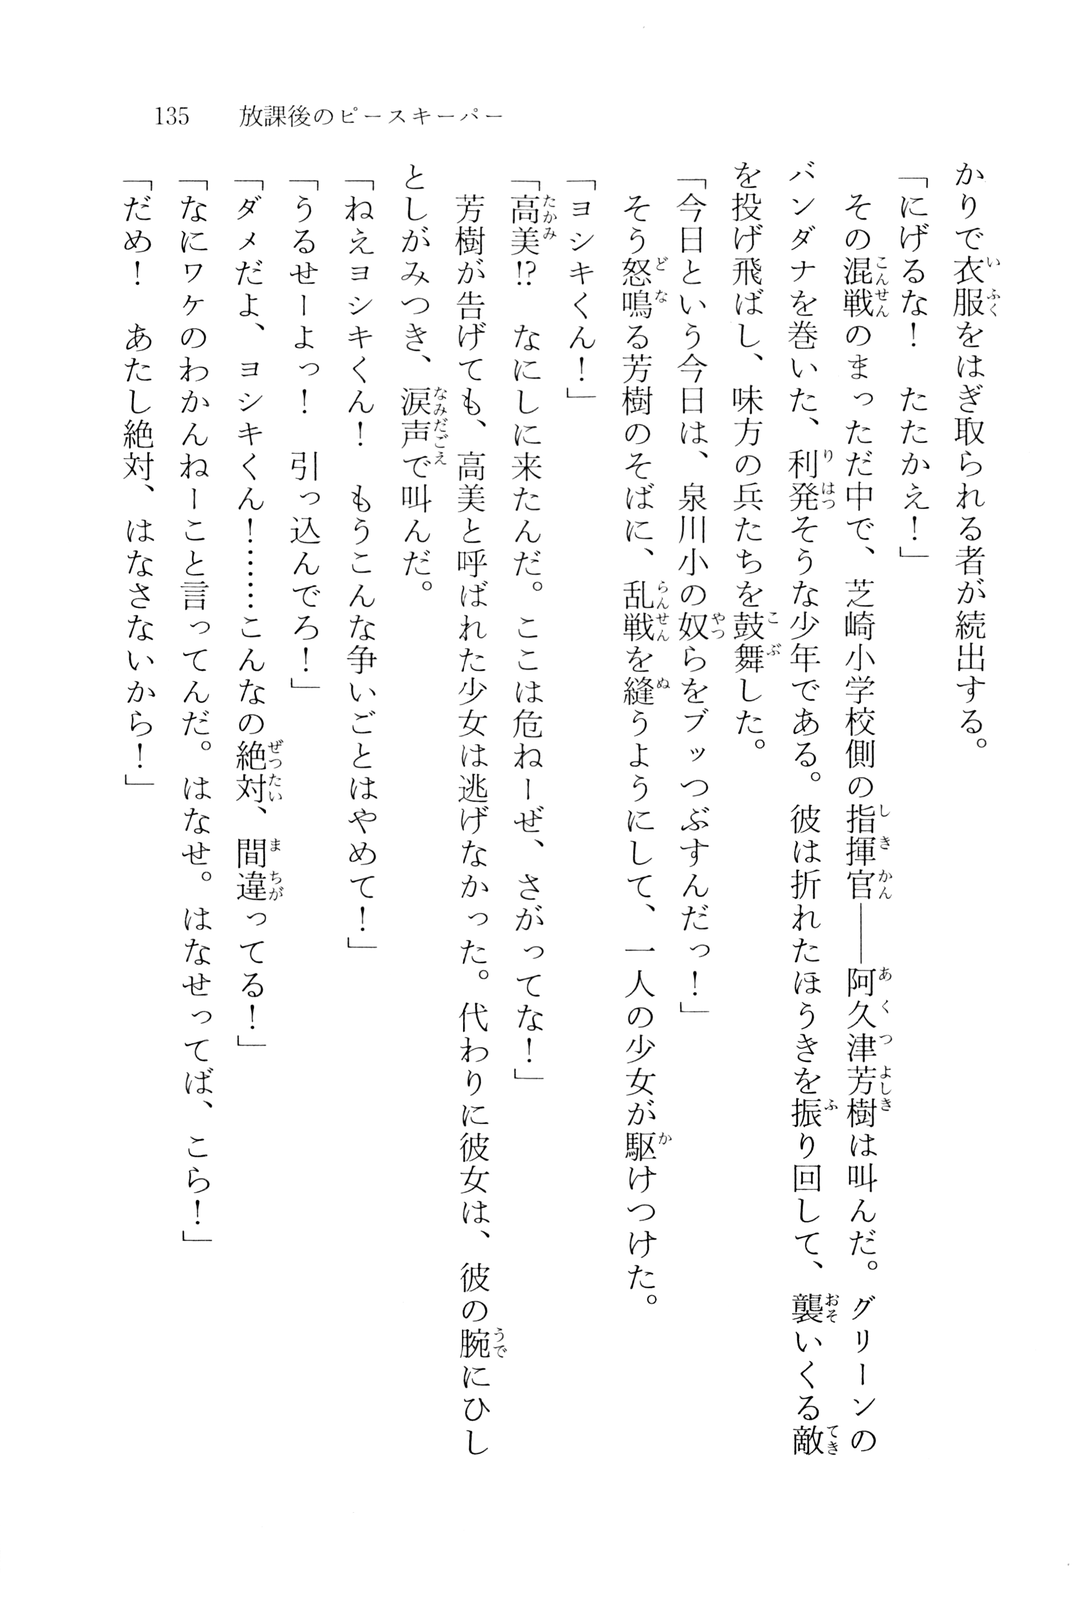 135　放課後のピースキーパー
かりで衣服をはぎ取られる者が続出する。
「にげるな！　たたかえ！」
　その混戦のまっただ中で、芝崎小学校側の指揮官――阿久津芳樹は叫んだ。グリーンの
バンダナを巻いた、利発そうな少年である。彼は折れたほうきを振り回して、襲いくる敵
を投げ飛ばし、味方の兵たちを鼓舞した。
「今日という今日は、泉川小の奴らをブッつぶすんだっ！」
　そう怒鳴る芳樹のそばに、乱戦を縫うようにして、一人の少女が駆けつけた。
「ヨシキくん！」
「高美!?　なにしに来たんだ。ここは危ねーぜ、さがってな！」
　芳樹が告げても、高美と呼ばれた少女は逃げなかった。代わりに彼女は、彼の腕にひし
としがみつき、涙声で叫んだ。
「ねえヨシキくん！　もうこんな争いごとはやめて！」
「うるせーよっ！　引っ込んでろ！」
「ダメだよ、ヨシキくん！……こんなの絶対、間違ってる！」
「なにワケのわかんねーこと言ってんだ。はなせ。はなせってば、こら！」
「だめ！　あたし絶対、はなさないから！」